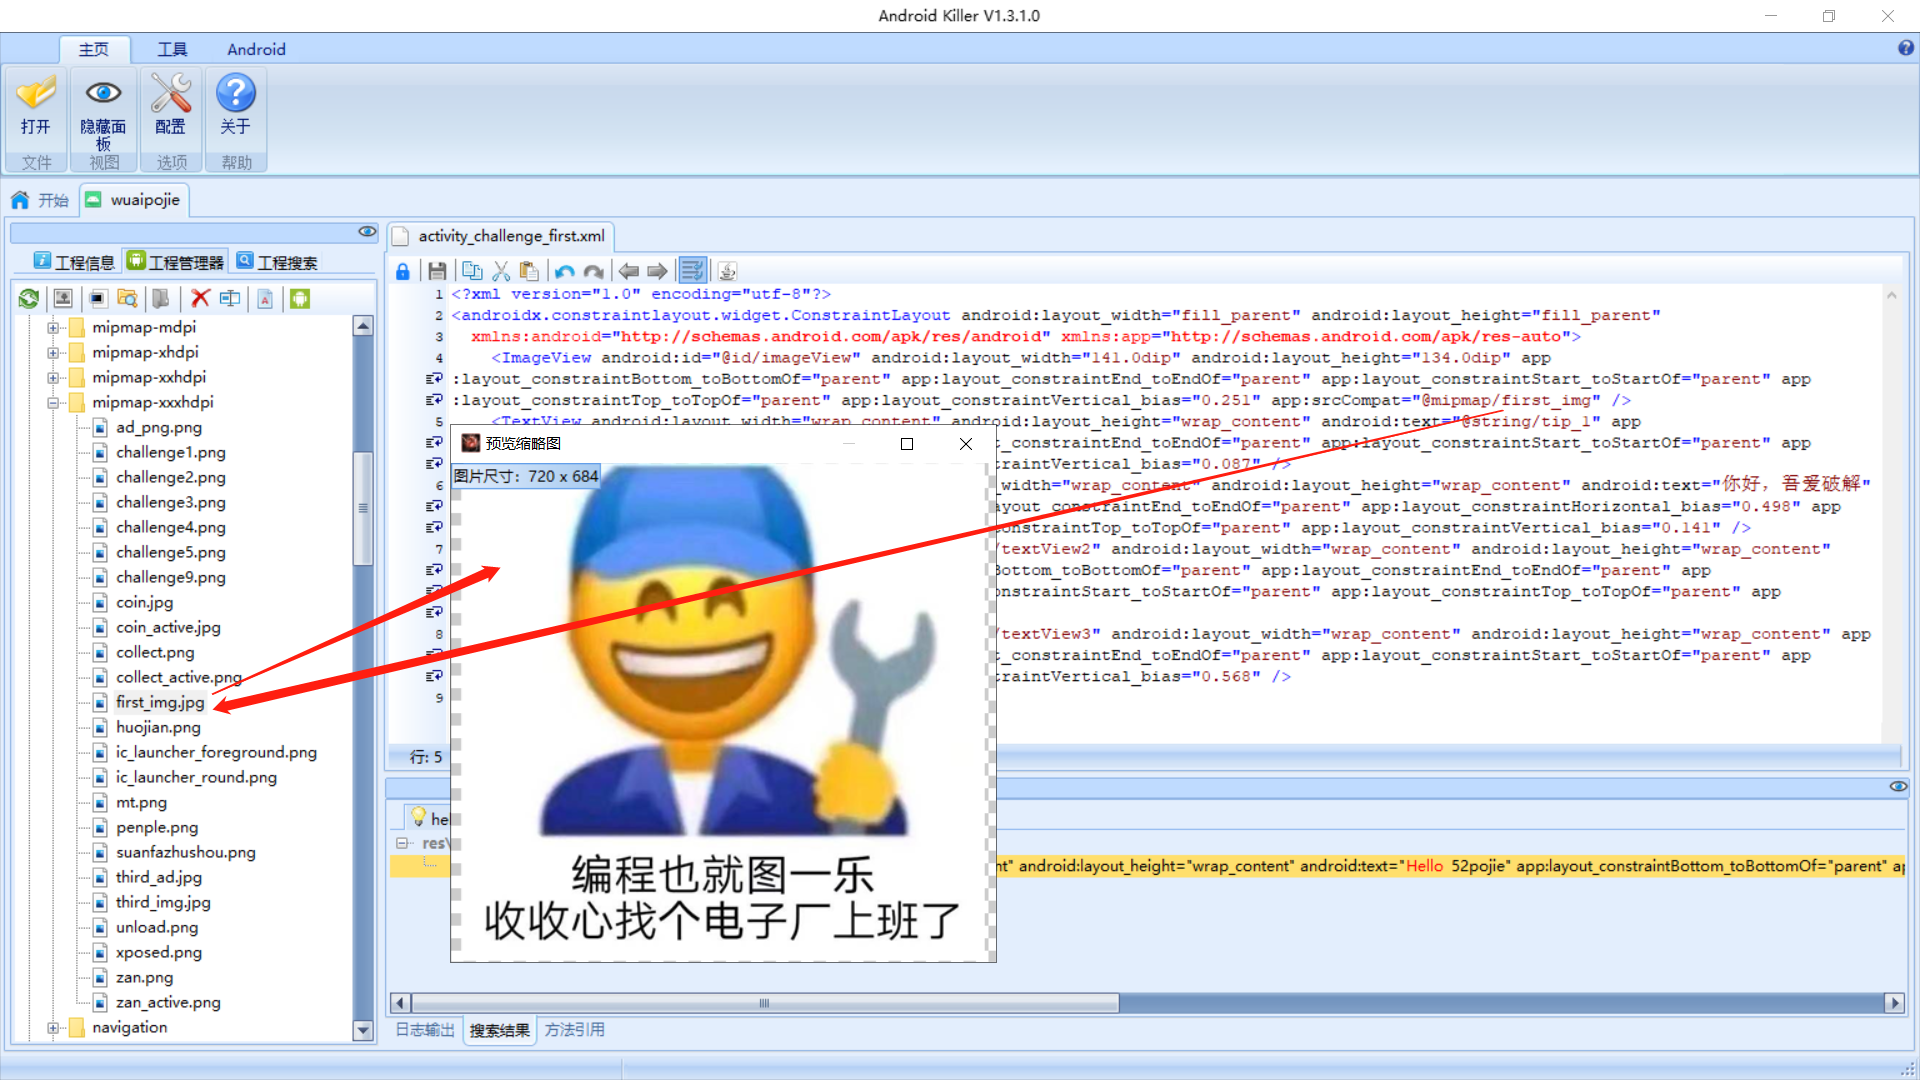 Android Killer V1.3.1.0
主页
工具
Android
打开
隐藏面板
配置
关于
文件
视图
选项
帮助
开始
wuaipojie
工程信息
工程管理器
工程搜索
mipmap-mdpi
mipmap-xhdpi
mipmap-xxhdpi
mipmap-xxxhdpi
ad_png.png
challenge1.png
challenge2.png
challenge3.png
challenge4.png
challenge5.png
challenge9.png
coin.jpg
coin_active.jpg
collect.png
collect_active.png
first_img.jpg
huojian.png
ic_launcher_foreground.png
ic_launcher_round.png
mt.png
penple.png
suanfazhushou.png
third_ad.jpg
third_img.jpg
unload.png
xposed.png
zan.png
zan_active.png
navigation
activity_challenge_first.xml
1 <?xml version="1.0" encoding="utf-8"?>
2 <androidx.constraintlayout.widget.ConstraintLayout android:layout_width="fill_parent" android:layout_height="fill_parent"
3 xmlns:android="http://schemas.android.com/apk/res/android" xmlns:app="http://schemas.android.com/apk/res-auto">
4 <ImageView android:id="@id/imageView" android:layout_width="141.0dip" android:layout_height="134.0dip" app
:layout_constraintBottom_toBottomOf="parent" app:layout_constraintEnd_toEndOf="parent" app:layout_constraintStart_toStartOf="parent" app
:layout_constraintTop_toTopOf="parent" app:layout_constraintVertical_bias="0.251" app:srcCompat="@mipmap/first_img" />
5 <TextView android:layout_width="wrap_content" android:layout_height="wrap_content" android:text="@string/tip_1" app
t_constraintEnd_toEndOf="parent" app:layout_constraintStart_toStartOf="parent" app
traintVertical_bias="0.087" />
6 _width="wrap_content" android:layout_height="wrap_content" android:text="你好，吾爱破解"
ayout_constraintEnd_toEndOf="parent" app:layout_constraintHorizontal_bias="0.498" app
onstraintTop_toTopOf="parent" app:layout_constraintVertical_bias="0.141" />
7 /textView2" android:layout_width="wrap_content" android:layout_height="wrap_content"
Bottom_toBottomOf="parent" app:layout_constraintEnd_toEndOf="parent" app
onstraintStart_toStartOf="parent" app:layout_constraintTop_toTopOf="parent" app
8 /textView3" android:layout_width="wrap_content" android:layout_height="wrap_content" app
t_constraintEnd_toEndOf="parent" app:layout_constraintStart_toStartOf="parent" app
traintVertical_bias="0.568" />
9
行: 5
预览缩略图
图片尺寸：720 x 684
编程也就图一乐
收收心找个电子厂上班了
he
res\
nt" android:layout_height="wrap_content" android:text="Hello 52pojie" app:layout_constraintBottom_toBottomOf="parent" ap
日志输出
搜索结果
方法引用